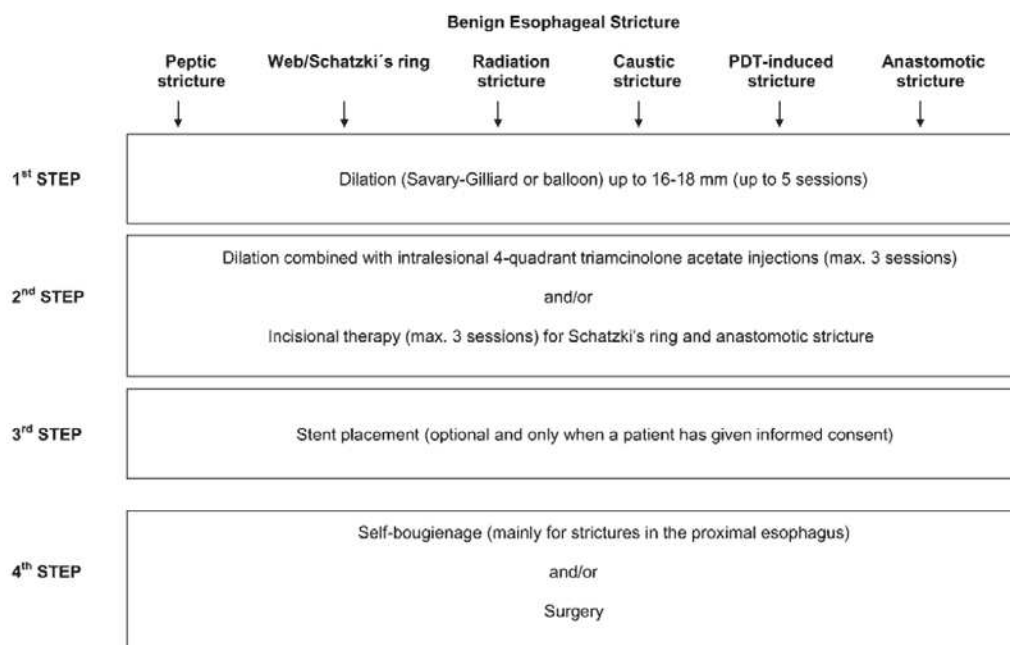 Benign Esophageal Stricture
Peptic stricture
Web/Schatzki´s ring
Radiation stricture
Caustic stricture
PDT-induced stricture
Anastomotic stricture
1st STEP
Dilation (Savary-Gilliard or balloon) up to 16-18 mm (up to 5 sessions)
2nd STEP
Dilation combined with intralesional 4-quadrant triamcinolone acetate injections (max. 3 sessions)
and/or
Incisional therapy (max. 3 sessions) for Schatzki's ring and anastomotic stricture
3rd STEP
Stent placement (optional and only when a patient has given informed consent)
4th STEP
Self-bougienage (mainly for strictures in the proximal esophagus)
and/or
Surgery